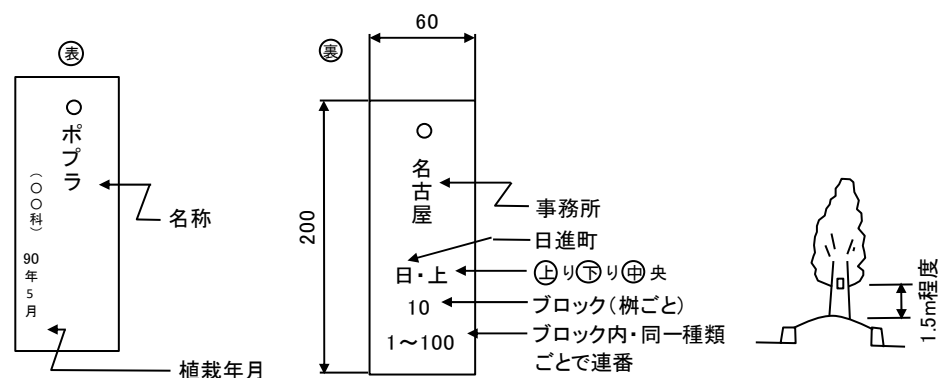 表
ポプラ
(〇〇〇科)
90年5月
名称
植栽年月
裏
60
200
名古屋
日・上
10
1～100
事務所
日進町
上り下り中央
ブロック(桝ごと)
ブロック内・同一種類
ごとで連番
1.5m程度